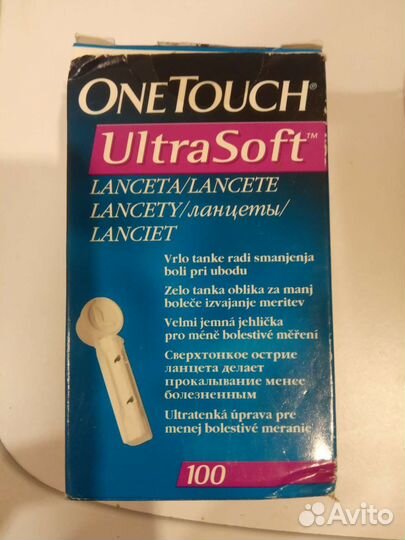 ONETOUCH®
UltraSoft™
LANCETA/LANCETE
LANCETY/ланцеты/
LANCIET
Vrlo tanke radi smanjenja
boli pri ubodu
Zelo tanka oblika za manj
boleče izvajanje meritev
Velmi jemná jehlička
pro méně bolestivé měření
Сверхтонкое острие
ланцета делает
прокалывание менее
болезненным
Ultratenká úprava pre
menej bolestivé meranie
100
Avito